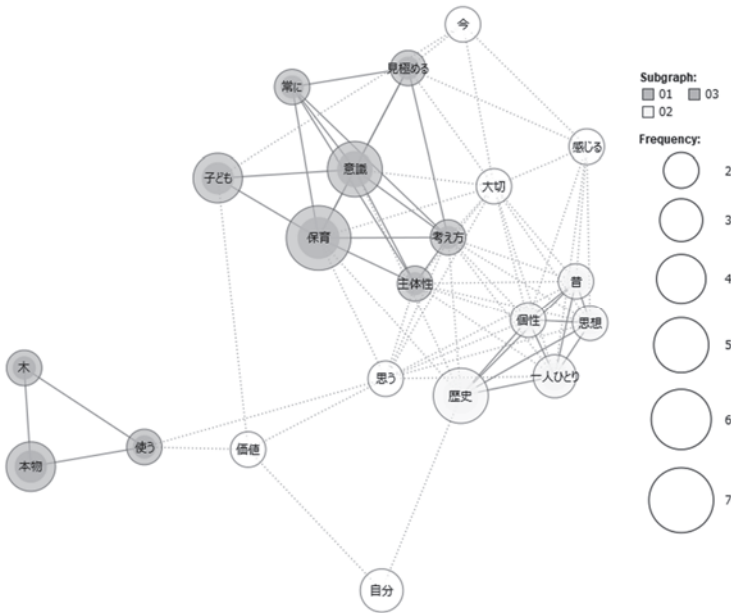 今
見極める
常に
感じる
子ども
意識
大切
保育
考え方
主体性
昔
個性
思想
思う
一人ひとり
歴史
木
使う
価値
本物
自分
Subgraph:
01 03
02
Frequency:
2
3
4
5
6
7